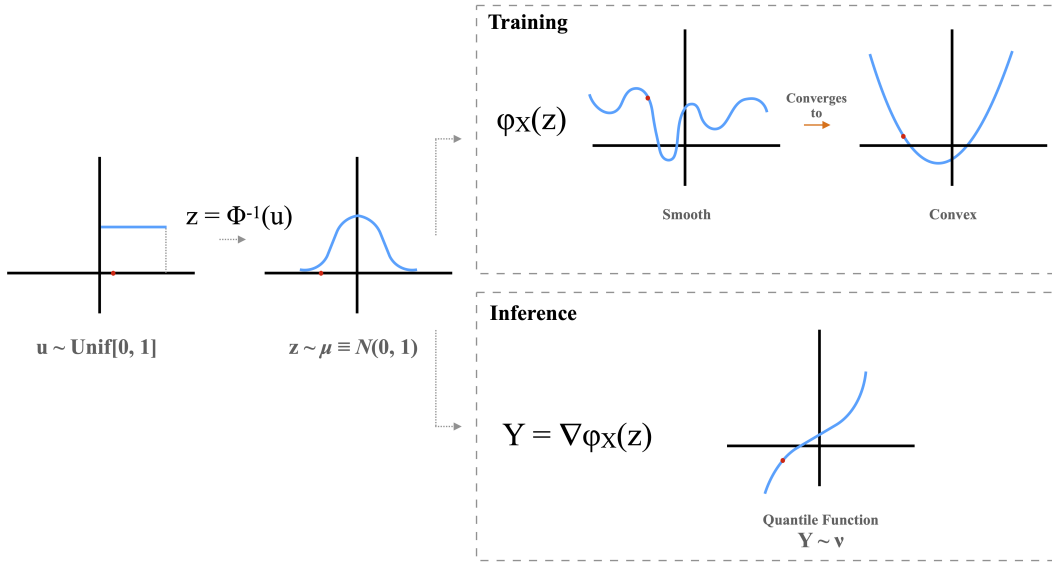 Training
φX(z)
Converges
to
Smooth
Convex
z = Φ-1(u)
u ~ Unif[0, 1]
z ~ μ ≡ N(0, 1)
Inference
Y = ∇φX(z)
Quantile Function
Y ~ ν